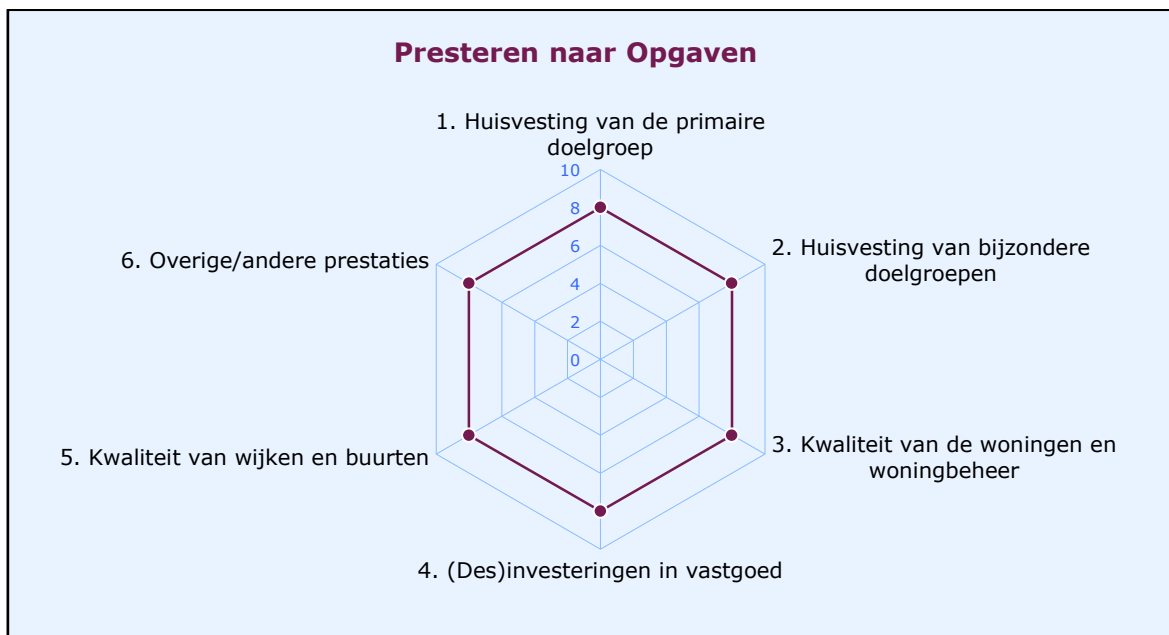 Presteren naar Opgaven
1. Huisvesting van de primaire
doelgroep
10
8
6
4
2
0
2. Huisvesting van bijzondere
doelgroepen
3. Kwaliteit van de woningen en
woningbeheer
4. (Des)investeringen in vastgoed
5. Kwaliteit van wijken en buurten
6. Overige/andere prestaties